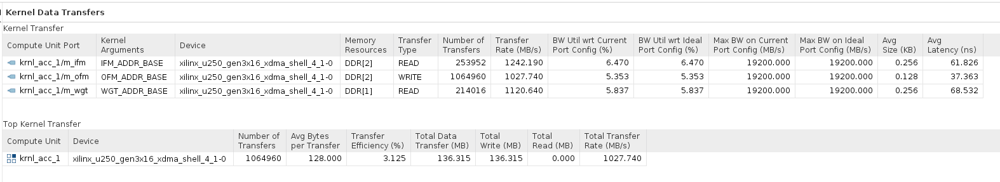 Kernel Data Transfers
Kernel Transfer
Compute Unit Port Kernel Arguments Device Memory Resources Transfer Type Number of Transfers Transfer Rate (MB/s) BW Util wrt Current Port Config (%) BW Util wrt Ideal Port Config (%) Max BW on Current Port Config (MB/s) Max BW on Ideal Port Config (MB/s) Avg Size (KB) Avg Latency (ns)
krnl_acc_1/m_ifm IFM_ADDR_BASE xilinx_u250_gen3x16_xdma_shell_4_1-0 DDR[2] READ 253952 1242.190 6.470 6.470 19200.000 19200.000 0.256 61.826
krnl_acc_1/m_ofm OFM_ADDR_BASE xilinx_u250_gen3x16_xdma_shell_4_1-0 DDR[2] WRITE 1064960 1027.740 5.353 5.353 19200.000 19200.000 0.128 37.363
krnl_acc_1/m_wgt WGT_ADDR_BASE xilinx_u250_gen3x16_xdma_shell_4_1-0 DDR[1] READ 214016 1120.640 5.837 5.837 19200.000 19200.000 0.256 68.532
Top Kernel Transfer
Compute Unit Device Number of Transfers Avg Bytes per Transfer Transfer Efficiency (%) Total Data Transfer (MB) Total Write (MB) Total Read (MB) Total Transfer Rate (MB/s)
krnl_acc_1 xilinx_u250_gen3x16_xdma_shell_4_1-0 1064960 128.000 3.125 136.315 136.315 0.000 1027.740